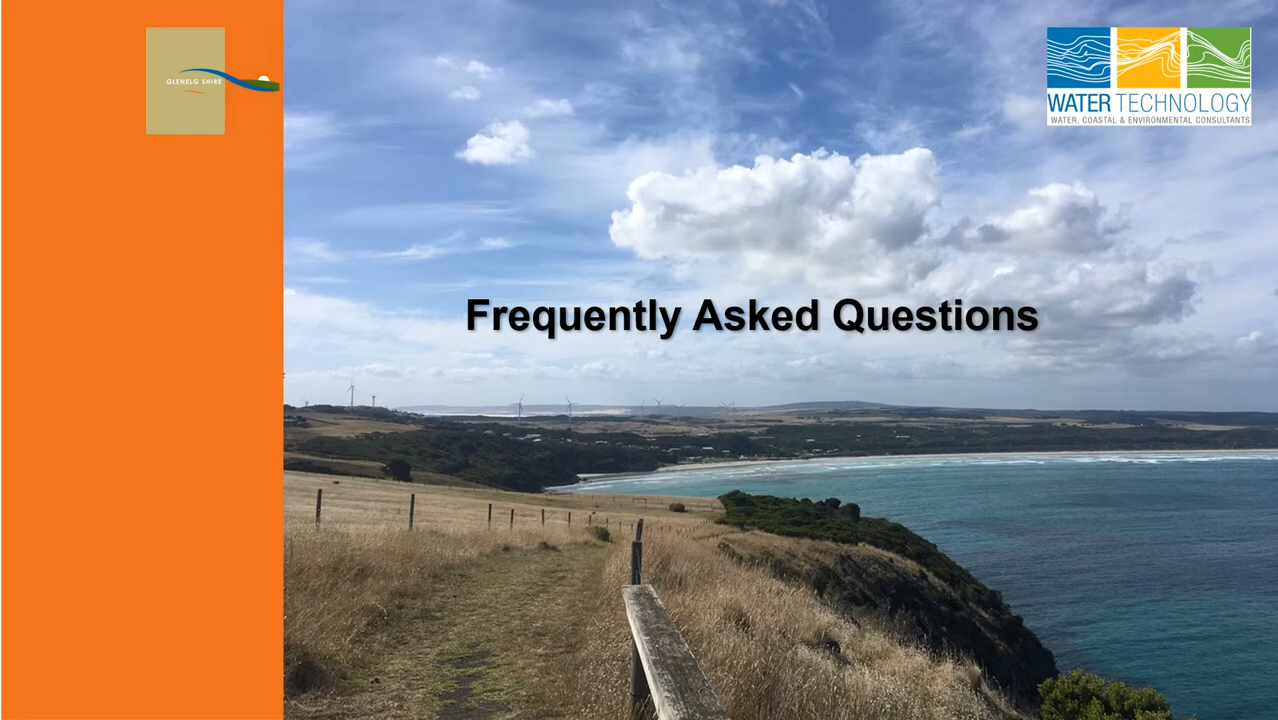 GLENELG SHIRE
WATER TECHNOLOGY
WATER, COASTAL & ENVIRONMENTAL CONSULTANTS
Frequently Asked Questions